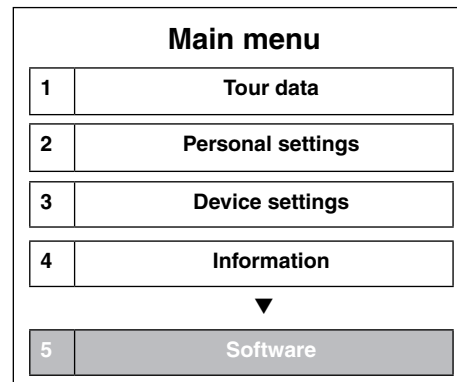 Main menu
1 Tour data
2 Personal settings
3 Device settings
4 Information
▼
5 Software